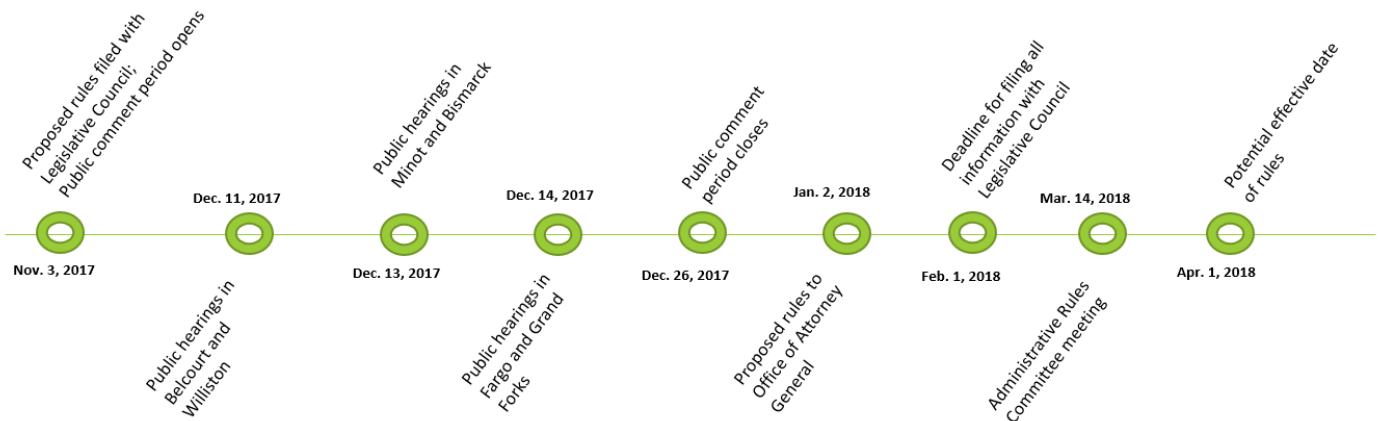 Proposed rules filed with
Legislative Council;
Public comment period opens
Nov. 3, 2017
Dec. 11, 2017
Public hearings in
Belcourt and
Williston
Public hearings in
Minot and Bismarck
Dec. 13, 2017
Dec. 14, 2017
Public hearings in
Fargo and Grand
Forks
Public comment
period closes
Dec. 26, 2017
Jan. 2, 2018
Proposed rules to
Office of Attorney
General
Deadline for filing all
information with
Legislative Council
Feb. 1, 2018
Mar. 14, 2018
Administrative Rules
Committee meeting
Potential effective date
of rules
Apr. 1, 2018